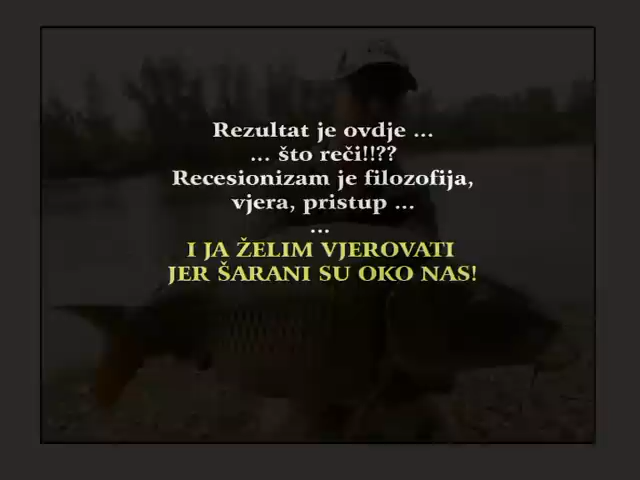 Rezultat je ovdje ...
... što reči!!??
Recesionizam je filozofija,
vjera, pristup ...
...
I JA ŽELIM VJEROVATI
JER ŠARANI SU OKO NAS!